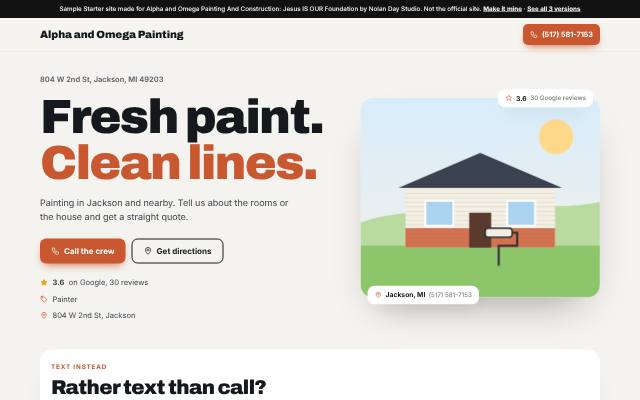 Sample Starter site made for Alpha and Omega Painting And Construction: Jesus IS OUR Foundation by Nolan Day Studio. Not the official site. Make it mine · See all 3 versions
Alpha and Omega Painting
(517) 581-7153
804 W 2nd St, Jackson, MI 49203
Fresh paint.
Clean lines.
Painting in Jackson and nearby. Tell us about the rooms or
the house and get a straight quote.
Call the crew
Get directions
3.6 on Google, 30 reviews
Painter
804 W 2nd St, Jackson
3.6 30 Google reviews
Jackson, MI (517) 581-7153
TEXT INSTEAD
Rather text than call?